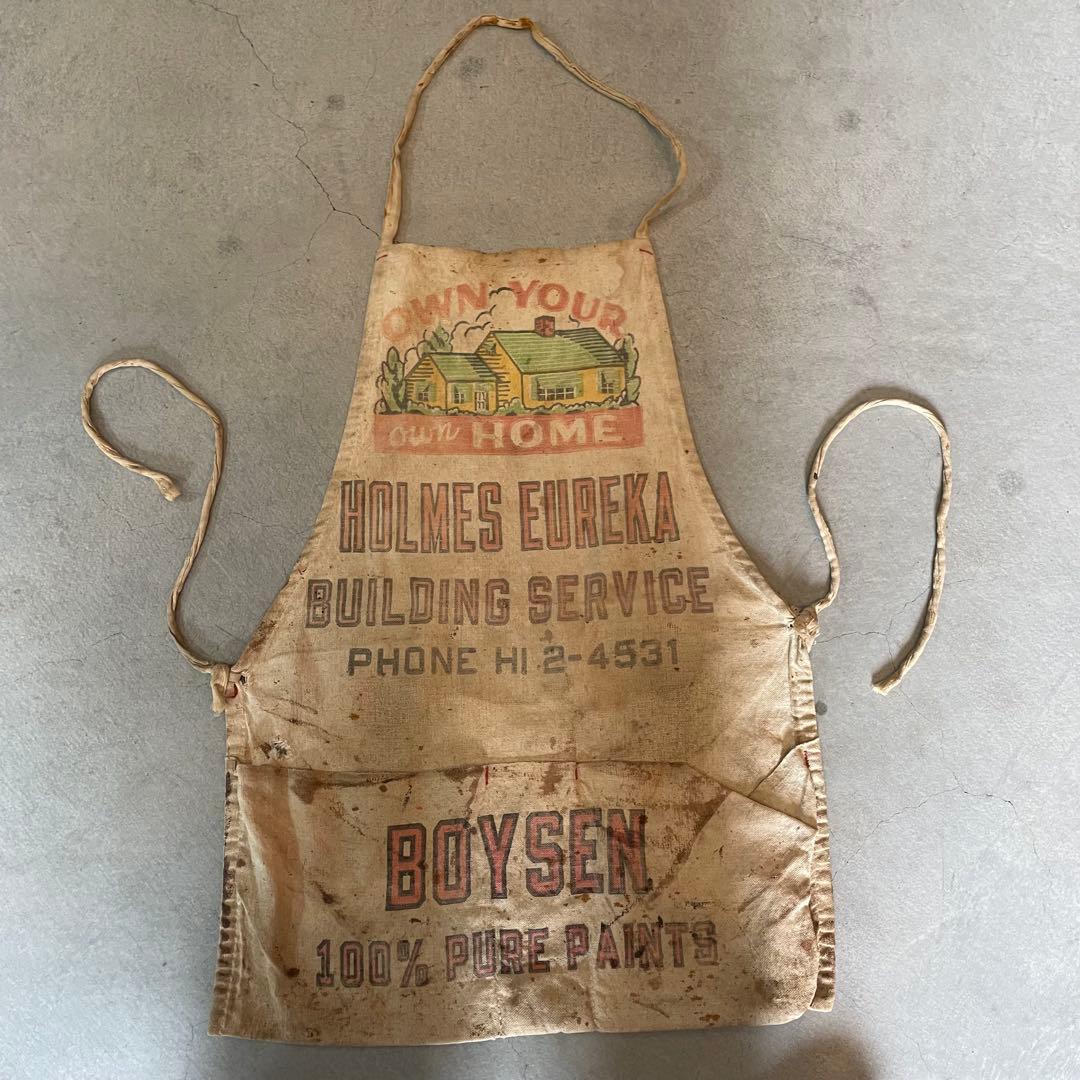 OWN YOUR
own HOME
HOLMES EUREKA
BUILDING SERVICE
PHONE HI 2-4531
BOYSEN
100% PURE PAINTS